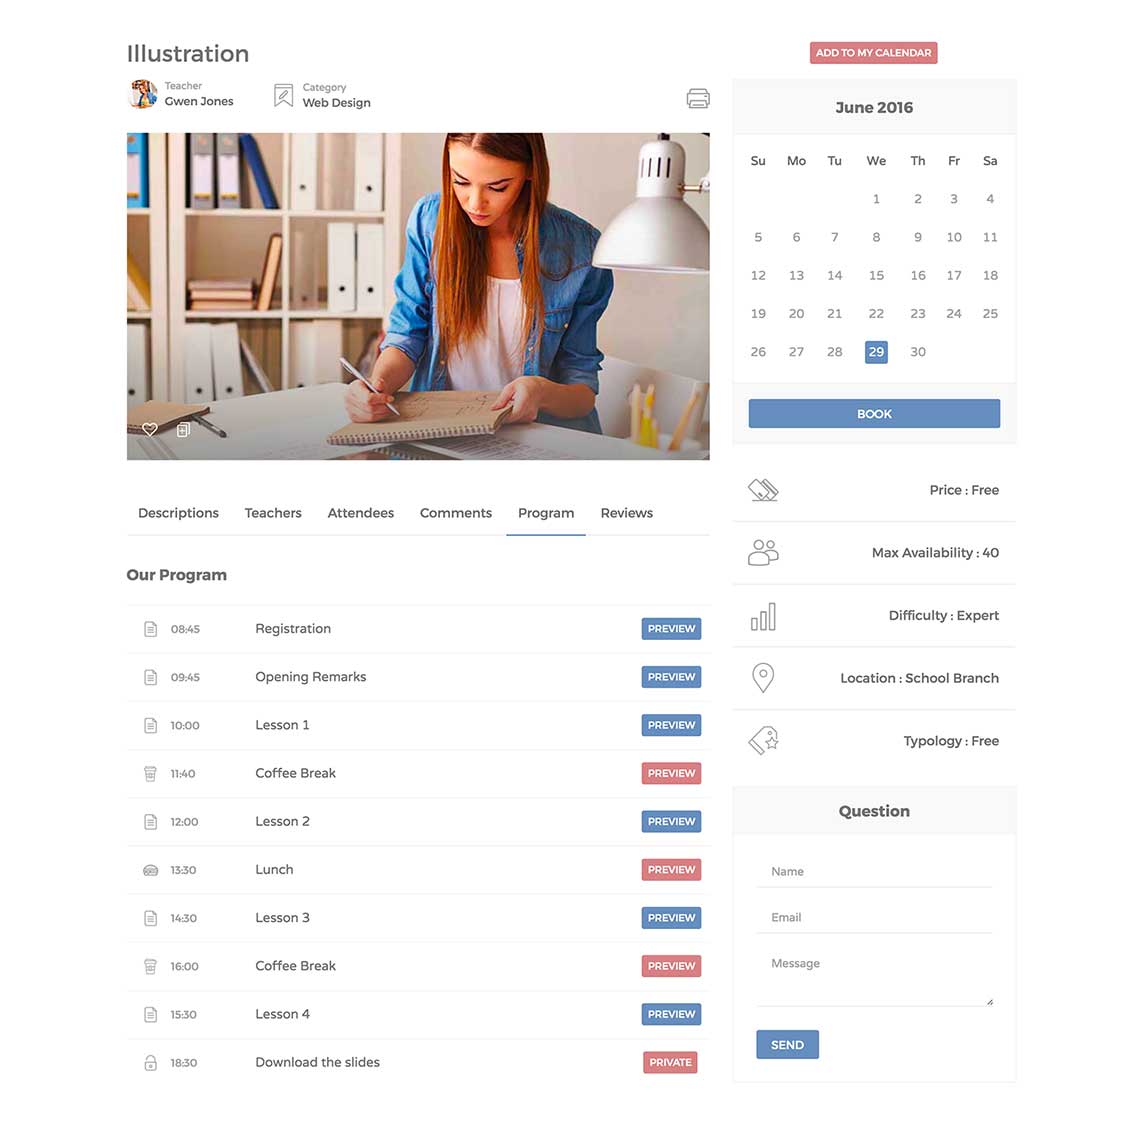 Illustration
Teacher
Gwen Jones
Category
Web Design
Descriptions Teachers Attendees Comments Program Reviews
Our Program
08:45 Registration PREVIEW
09:45 Opening Remarks PREVIEW
10:00 Lesson 1 PREVIEW
11:40 Coffee Break PREVIEW
12:00 Lesson 2 PREVIEW
13:30 Lunch PREVIEW
14:30 Lesson 3 PREVIEW
16:00 Coffee Break PREVIEW
15:30 Lesson 4 PREVIEW
18:30 Download the slides PRIVATE
ADD TO MY CALENDAR
June 2016
Su Mo Tu We Th Fr Sa
1 2 3 4
5 6 7 8 9 10 11
12 13 14 15 16 17 18
19 20 21 22 23 24 25
26 27 28 29 30
BOOK
Price : Free
Max Availability : 40
Difficulty : Expert
Location : School Branch
Typology : Free
Question
Name
Email
Message
SEND